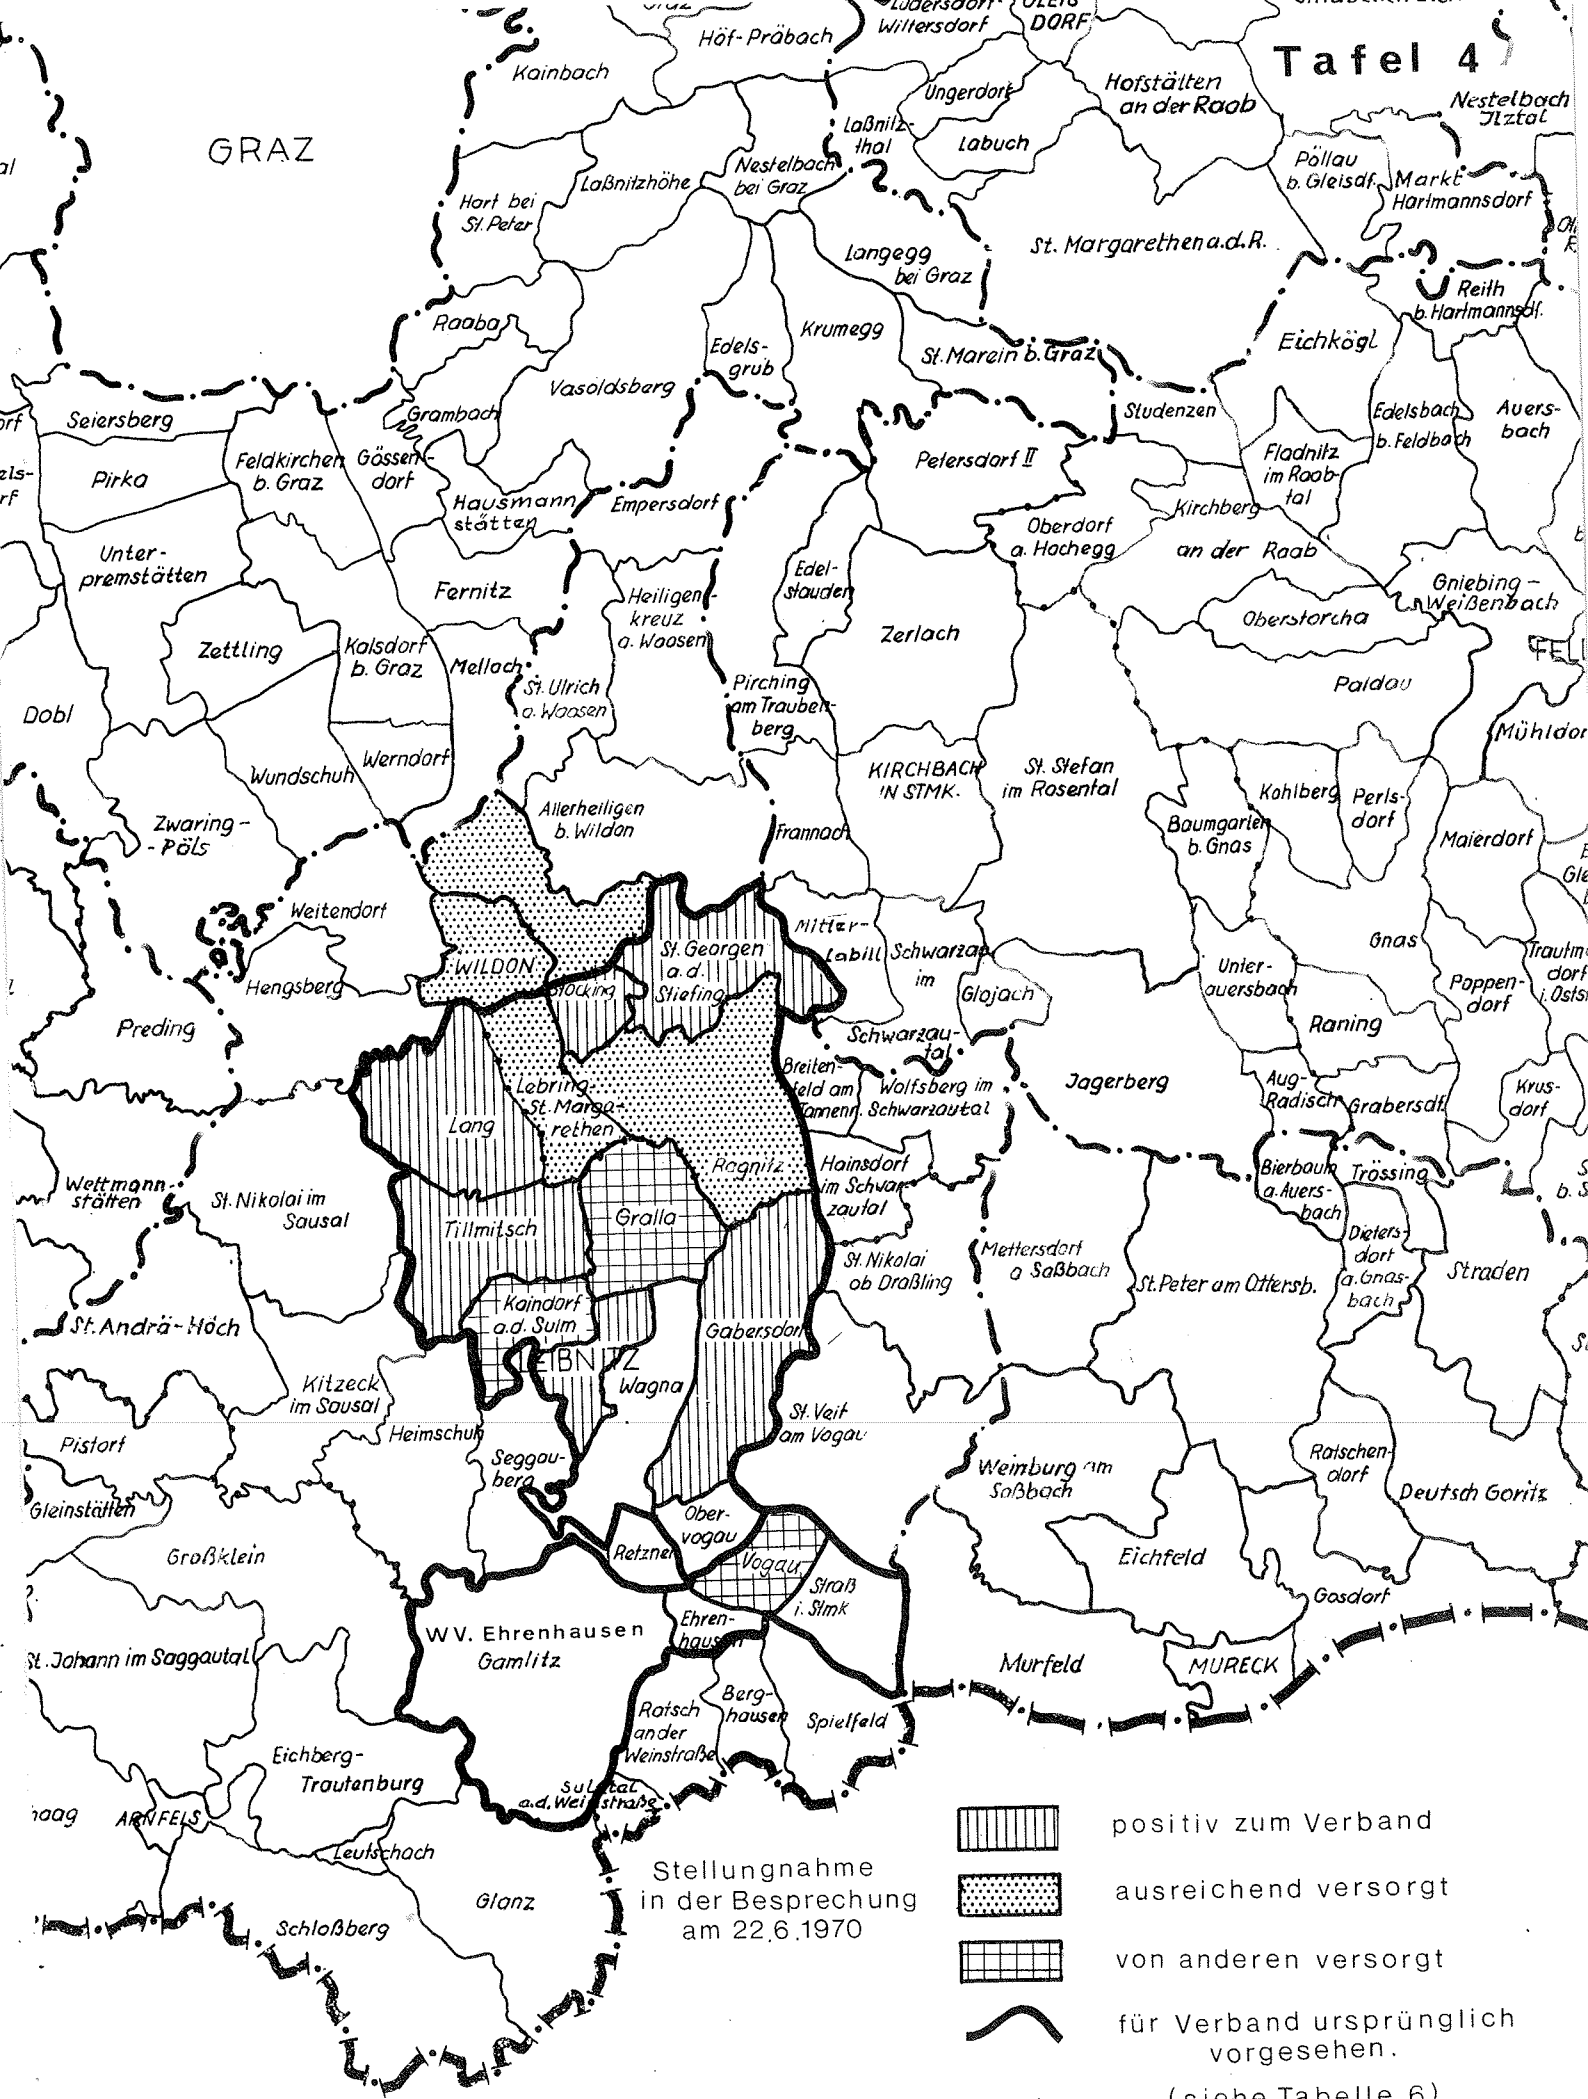 Höf-Präbach
Wiltersdorf
DORF
Tafel 4
Kainbach
Ungerdorf
Hofstätten
an der Raab
Nestelbach
Ilztal
GRAZ
Laßnitz-
thal
Labuch
Pöllau
b. Gleisdf.
Markt
Hartmannsdorf
Nestelbach
bei Graz
Laßnitzhöhe
Hart bei
St. Peter
Langegg
bei Graz
St. Margarethen a.d.R.
Reith
b. Hartmannsdf.
Raaba
Krumegg
Edels-
grub
St. Marein b. Graz
Eichkögl
Vasoldsberg
Grambach
Seiersberg
Studenzen
Edelsbach
b. Feldbach
Auers-
bach
Pirka
Feldkirchen
b. Graz
Gössen-
dorf
Petersdorf II
Fladnitz
im Raab-
tal
Hausmann
stätten
Empersdorf
Kirchberg
an der Raab
Oberdorf
a. Hochegg
Unter-
premstätten
Fernitz
Heiligen-
kreuz
a. Waasen
Edel-
stauden
Gniebing-
Weißenbach
Oberstorcha
Zettling
Kalsdorf
b. Graz
Mellach
Zerlach
St. Ulrich
a. Waasen
Pirching
am Trauben-
berg
Paldau
Dobl
Wundschuh
Werndorf
KIRCHBACH
IN STMK.
St. Stefan
im Rosental
Kohlberg
Perls-
dorf
Zwaring-
-Pöls
Allerheiligen
b. Wildon
Frannach
Baumgarten
b. Gnas
Maierdorf
Weitendorf
Hengsberg
WILDON
St. Georgen
a.d.
Stiefing
Stocking
Mitter-
Labill
Schwarzau
im
Schwarzau-
tal
Glojach
Unter-
auersbach
Gnas
Poppen-
dorf
Raning
Preding
Lebring-
St. Marga-
rethen
Lang
Breiten-
feld am
Tannenr.
Wolfsberg im
Schwarzautal
Jagerberg
Aug-
Radisch
Grabersdf.
Krus-
dorf
Wettmann-
stätten
St. Nikolai im
Sausal
Ragnitz
Hainsdorf
im Schwar-
zautal
Bierbaum
a. Auers-
bach
Trössing
Tillmitsch
Gralla
Mettersdorf
a Saßbach
St. Peter am Ottersb.
Dieters-
dorf
a. Gnas-
bach
Straden
St. Nikolai
ob Draßling
St. Andrä-Höch
Kaindorf
a.d. Sulm
Gabersdorf
LEIBNITZ
Wagna
Kitzeck
im Sausal
Heimschuh
Pistorf
St. Veit
am Vogau
Seggau-
berg
Weinburg am
Saßbach
Ratschen-
dorf
Deutsch Goritz
Gleinstätten
Ober-
vogau
Großklein
Retznei
Vogau
Eichfeld
Straß
i. Stmk
Gosdorf
WV. Ehrenhausen
Gamlitz
Ehren-
hausen
St. Johann im Saggautal
Murfeld
MURECK
Ratsch
an der
Weinstraße
Berg-
hausen
Spielfeld
Eichberg-
Trautenburg
Sulztal
a.d. Weinstraße
ARNFELS
Leutschach
Glanz
Schloßberg
Stellungnahme
in der Besprechung
am 22.6.1970
positiv zum Verband
ausreichend versorgt
von anderen versorgt
für Verband ursprünglich
vorgesehen.
(siehe Tabelle 6)